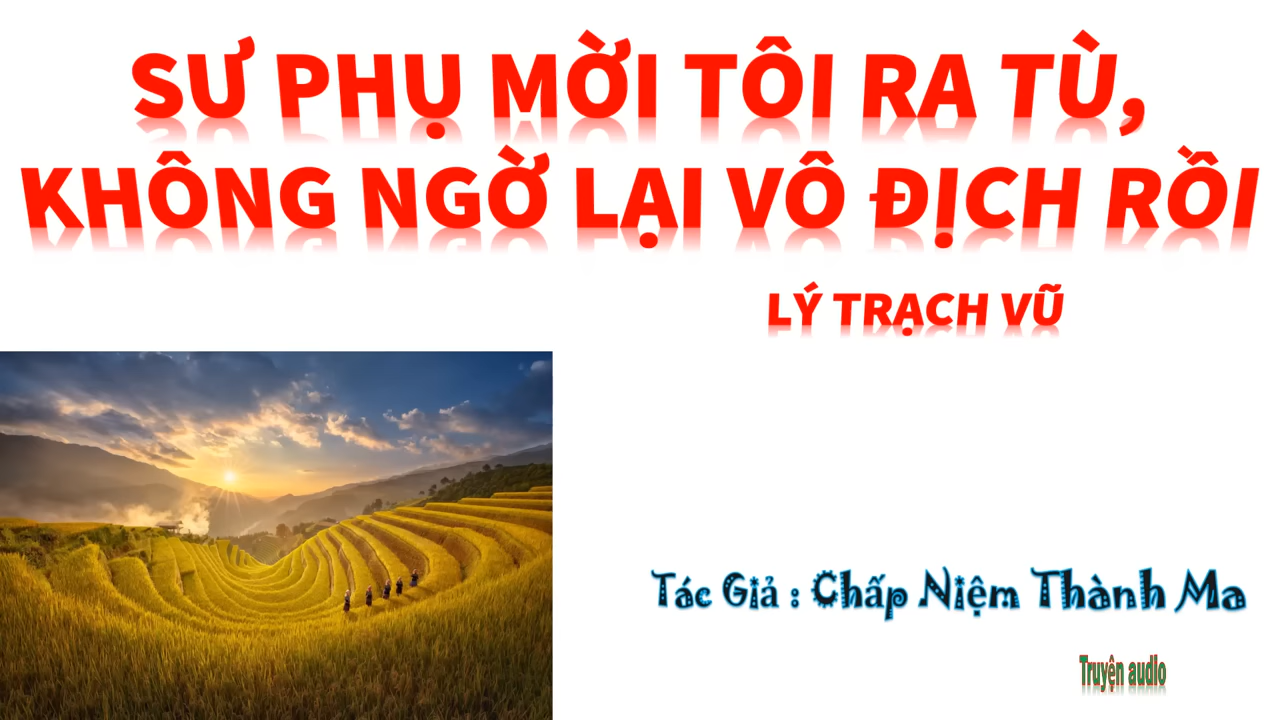 SƯ PHỤ MỜI TÔI RA TÙ,
KHÔNG NGỜ LẠI VÔ ĐỊCH RỒI
LÝ TRẠCH VŨ
Tác Giả : Chấp Niệm Thành Ma
Truyện audio